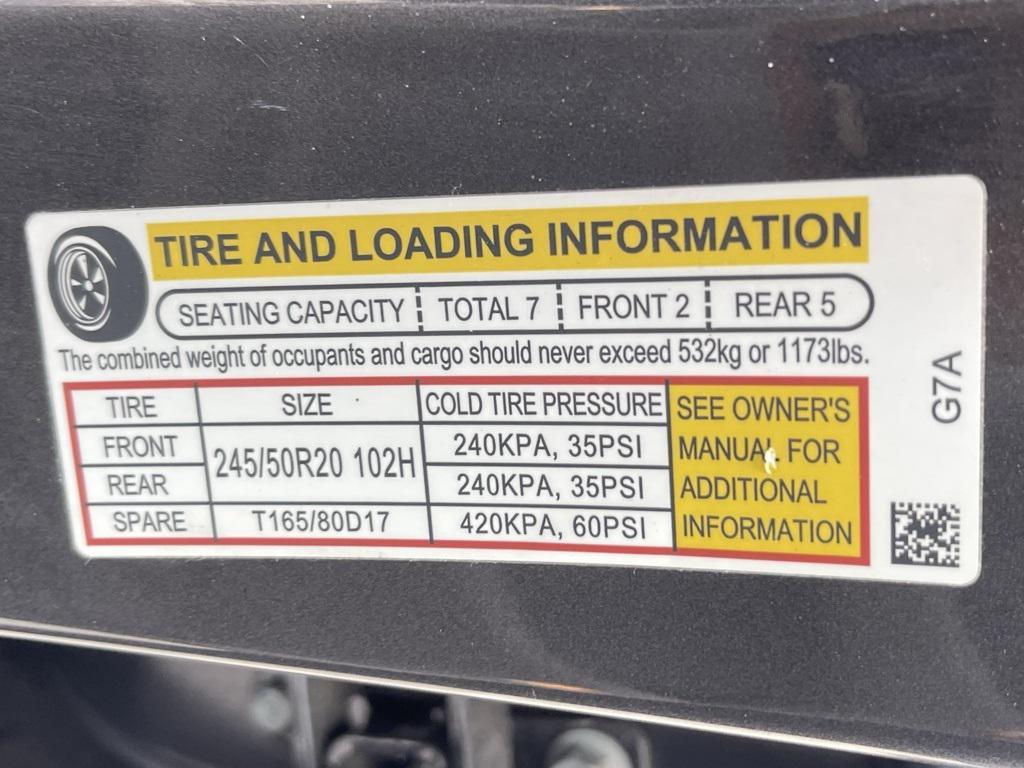 TIRE AND LOADING INFORMATION
SEATING CAPACITY TOTAL 7 FRONT 2 REAR 5
The combined weight of occupants and cargo should never exceed 532kg or 1173lbs.
TIRE SIZE COLD TIRE PRESSURE
FRONT 245/50R20 102H 240KPA, 35PSI
REAR 240KPA, 35PSI
SPARE T165/80D17 420KPA, 60PSI
SEE OWNER'S
MANUAL FOR
ADDITIONAL
INFORMATION
G7A